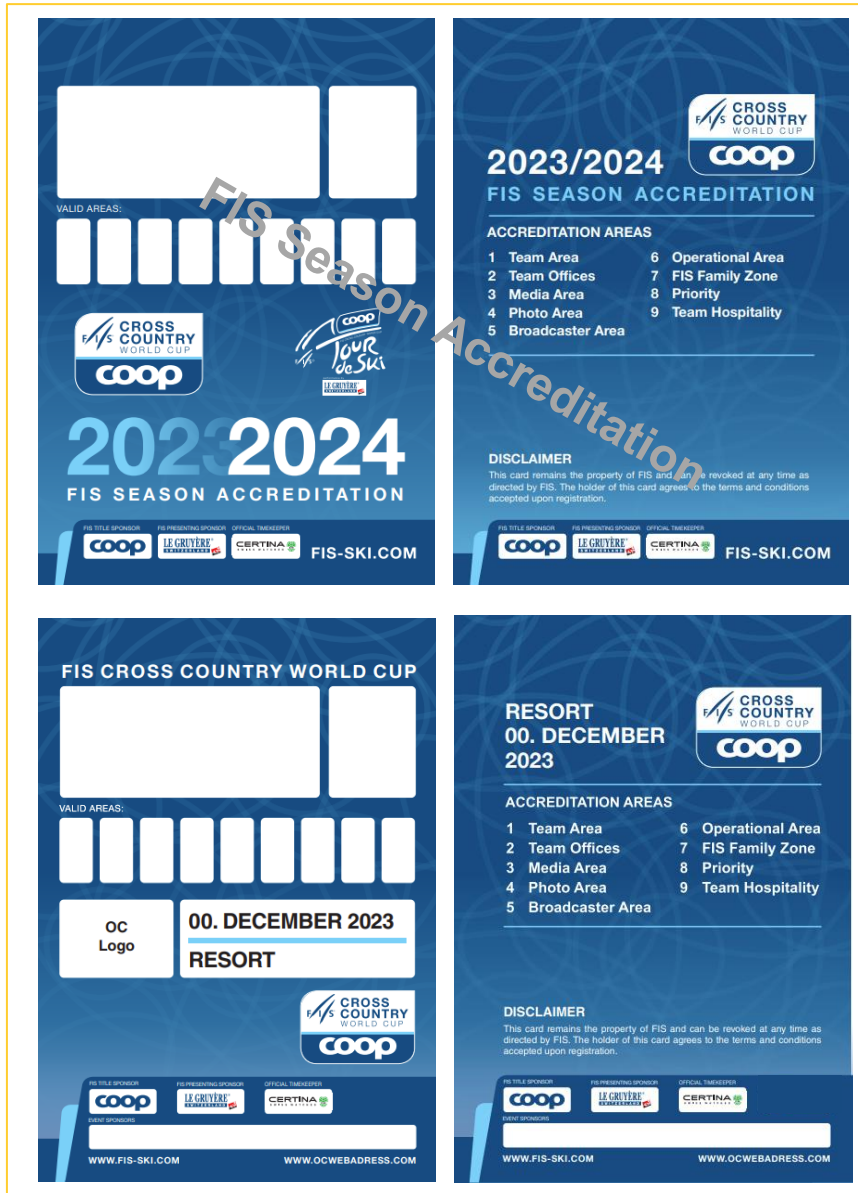 VALID AREAS:
FIS CROSS COUNTRY WORLD CUP
coop
coop
TOUR
de Ski
LE GRUYÈRE
SWITZERLAND
20232024
FIS SEASON ACCREDITATION
FIS TITLE SPONSOR FIS PRESENTING SPONSOR OFFICIAL TIMEKEEPER
coop LE GRUYÈRE SWITZERLAND CERTINA SWISS WATCHES
FIS-SKI.COM
FIS CROSS COUNTRY WORLD CUP
coop
2023/2024
FIS SEASON ACCREDITATION
ACCREDITATION AREAS
1 Team Area
2 Team Offices
3 Media Area
4 Photo Area
5 Broadcaster Area
6 Operational Area
7 FIS Family Zone
8 Priority
9 Team Hospitality
DISCLAIMER
This card remains the property of FIS and can be revoked at any time as
directed by FIS. The holder of this card agrees to the terms and conditions
accepted upon registration.
FIS TITLE SPONSOR FIS PRESENTING SPONSOR OFFICIAL TIMEKEEPER
coop LE GRUYÈRE SWITZERLAND CERTINA SWISS WATCHES
FIS-SKI.COM
FIS Season Accreditation
FIS CROSS COUNTRY WORLD CUP
VALID AREAS:
OC
Logo
00. DECEMBER 2023
RESORT
FIS CROSS COUNTRY WORLD CUP
coop
FIS TITLE SPONSOR FIS PRESENTING SPONSOR OFFICIAL TIMEKEEPER
coop LE GRUYÈRE SWITZERLAND CERTINA SWISS WATCHES
EVENT SPONSORS
WWW.FIS-SKI.COM WWW.OCWEBADRESS.COM
RESORT
00. DECEMBER
2023
FIS CROSS COUNTRY WORLD CUP
coop
ACCREDITATION AREAS
1 Team Area
2 Team Offices
3 Media Area
4 Photo Area
5 Broadcaster Area
6 Operational Area
7 FIS Family Zone
8 Priority
9 Team Hospitality
DISCLAIMER
This card remains the property of FIS and can be revoked at any time as
directed by FIS. The holder of this card agrees to the terms and conditions
accepted upon registration.
FIS TITLE SPONSOR FIS PRESENTING SPONSOR OFFICIAL TIMEKEEPER
coop LE GRUYÈRE SWITZERLAND CERTINA SWISS WATCHES
EVENT SPONSORS
WWW.FIS-SKI.COM WWW.OCWEBADRESS.COM